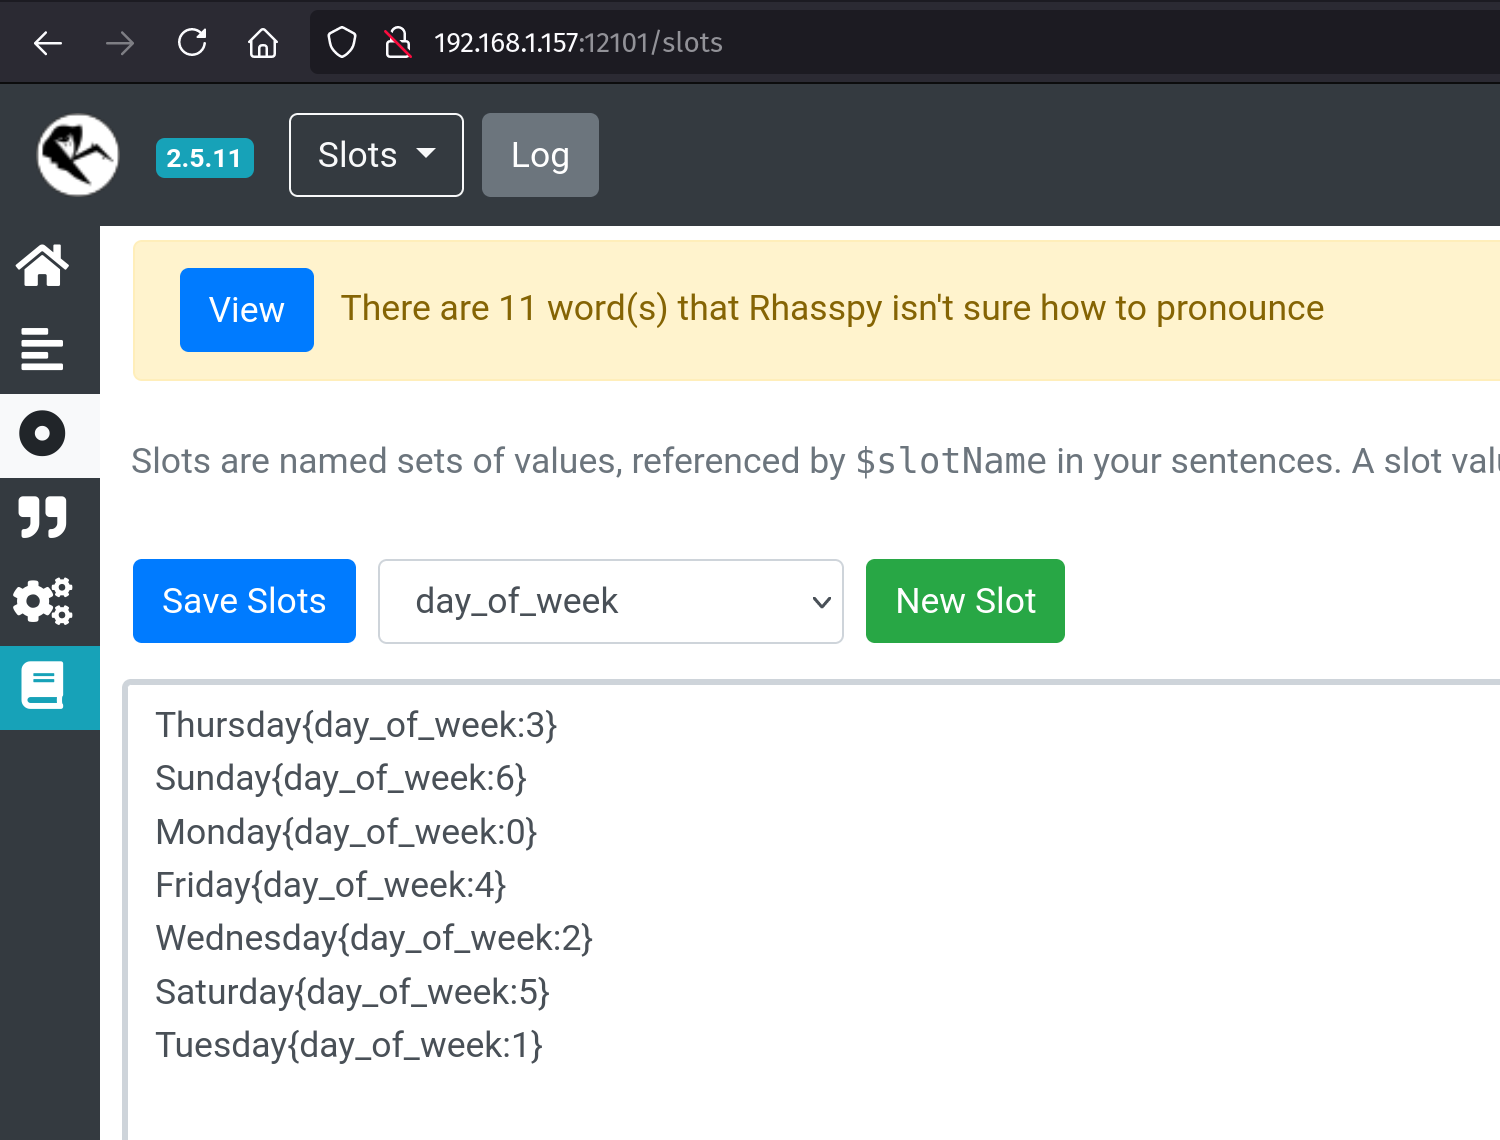 192.168.1.157:12101/slots
2.5.11 Slots Log
View There are 11 word(s) that Rhasspy isn't sure how to pronounce
Slots are named sets of values, referenced by $slotName in your sentences. A slot
Save Slots day_of_week New Slot
Thursday{day_of_week:3}
Sunday{day_of_week:6}
Monday{day_of_week:0}
Friday{day_of_week:4}
Wednesday{day_of_week:2}
Saturday{day_of_week:5}
Tuesday{day_of_week:1}